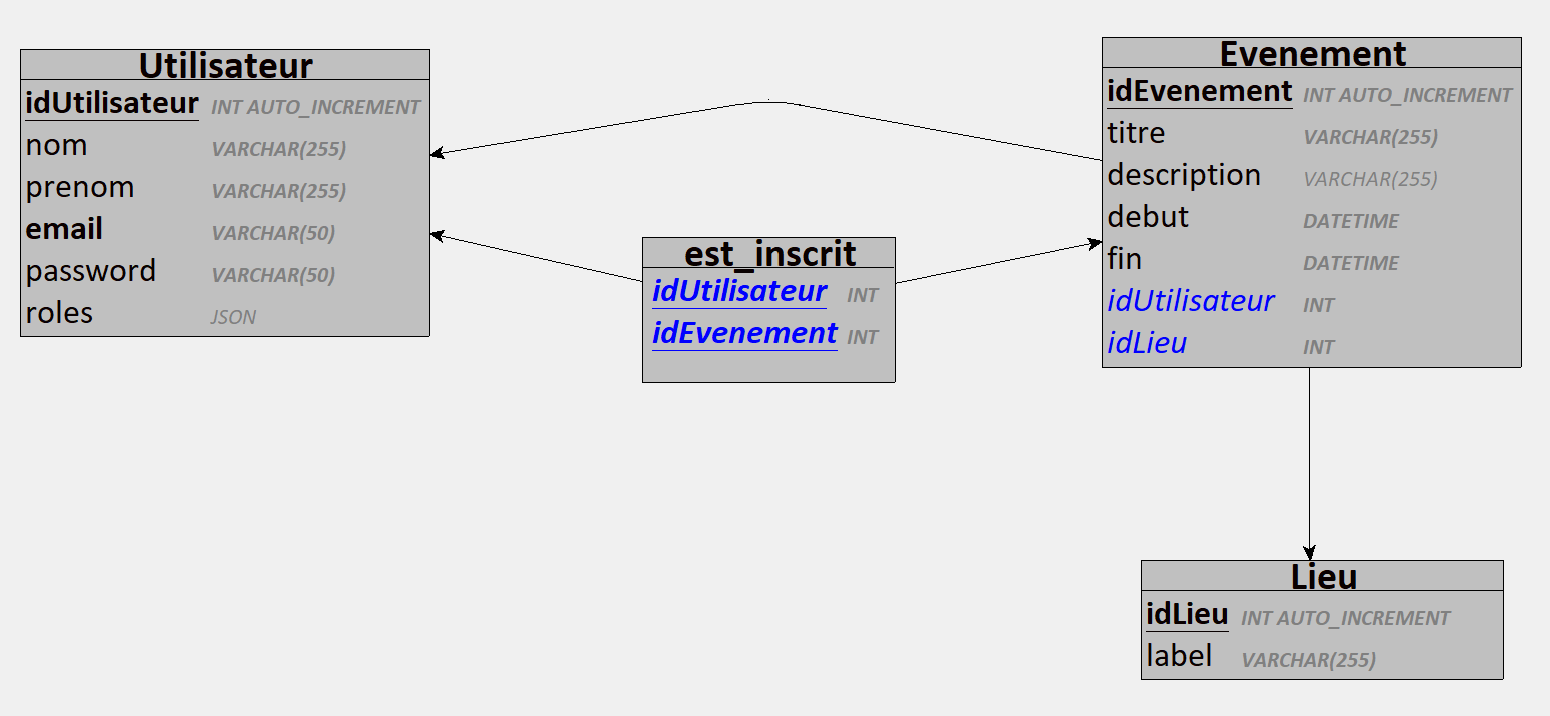 Utilisateur
idUtilisateur INT AUTO_INCREMENT
nom VARCHAR(255)
prenom VARCHAR(255)
email VARCHAR(50)
password VARCHAR(50)
roles JSON
est_inscrit
idUtilisateur INT
idEvenement INT
Evenement
idEvenement INT AUTO_INCREMENT
titre VARCHAR(255)
description VARCHAR(255)
debut DATETIME
fin DATETIME
idUtilisateur INT
idLieu INT
Lieu
idLieu INT AUTO_INCREMENT
label VARCHAR(255)